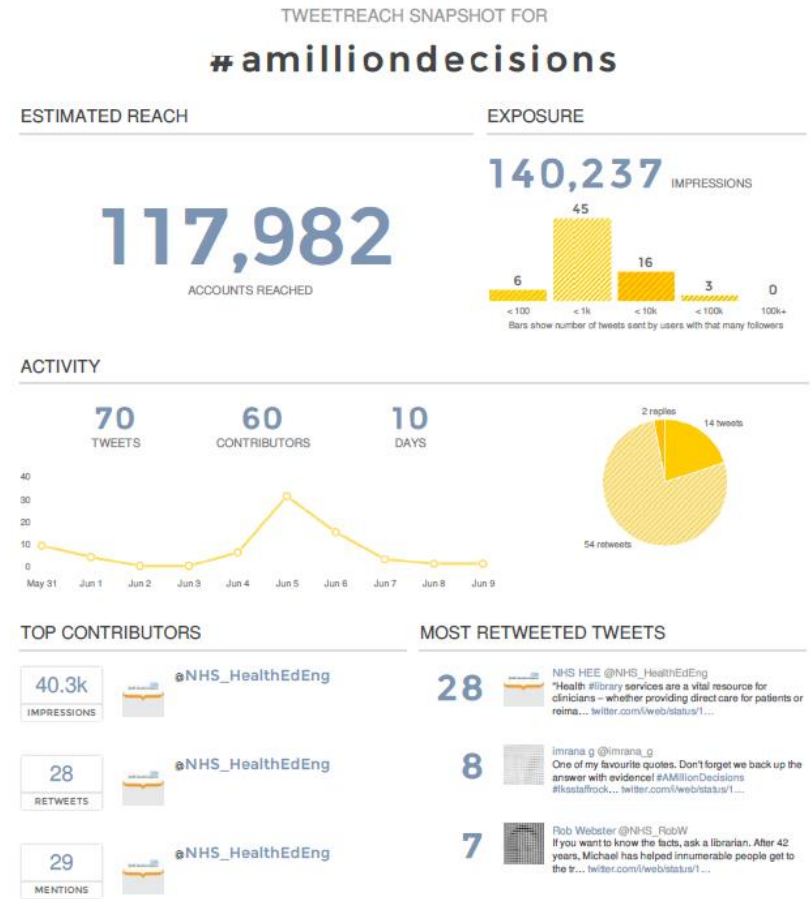 TWEETREACH SNAPSHOT FOR
#amilliondecisions
ESTIMATED REACH
117,982
ACCOUNTS REACHED
EXPOSURE
140,237 IMPRESSIONS
6
45
16
3
0
< 100
< 1k
< 10k
< 100k
100k+
Bars show number of tweets sent by users with that many followers
ACTIVITY
70
TWEETS
60
CONTRIBUTORS
10
DAYS
40
30
20
10
0
May 31
Jun 1
Jun 2
Jun 3
Jun 4
Jun 5
Jun 6
Jun 7
Jun 8
Jun 9
2 replies
14 tweets
54 retweets
TOP CONTRIBUTORS
40.3k
IMPRESSIONS
@NHS_HealthEdEng
28
RETWEETS
@NHS_HealthEdEng
29
MENTIONS
@NHS_HealthEdEng
MOST RETWEETED TWEETS
28
NHS HEE @NHS_HealthEdEng
"Health #library services are a vital resource for
clinicians – whether providing direct care for patients or
reima... twitter.com/i/web/status/1...
8
imrana g @imrana_g
One of my favourite quotes. Don't forget we back up the
answer with evidence! #AMillionDecisions
#lksstaffrock... twitter.com/i/web/status/1...
7
Rob Webster @NHS_RobW
If you want to know the facts, ask a librarian. After 42
years, Michael has helped innumerable people get to
the tr... twitter.com/i/web/status/1...